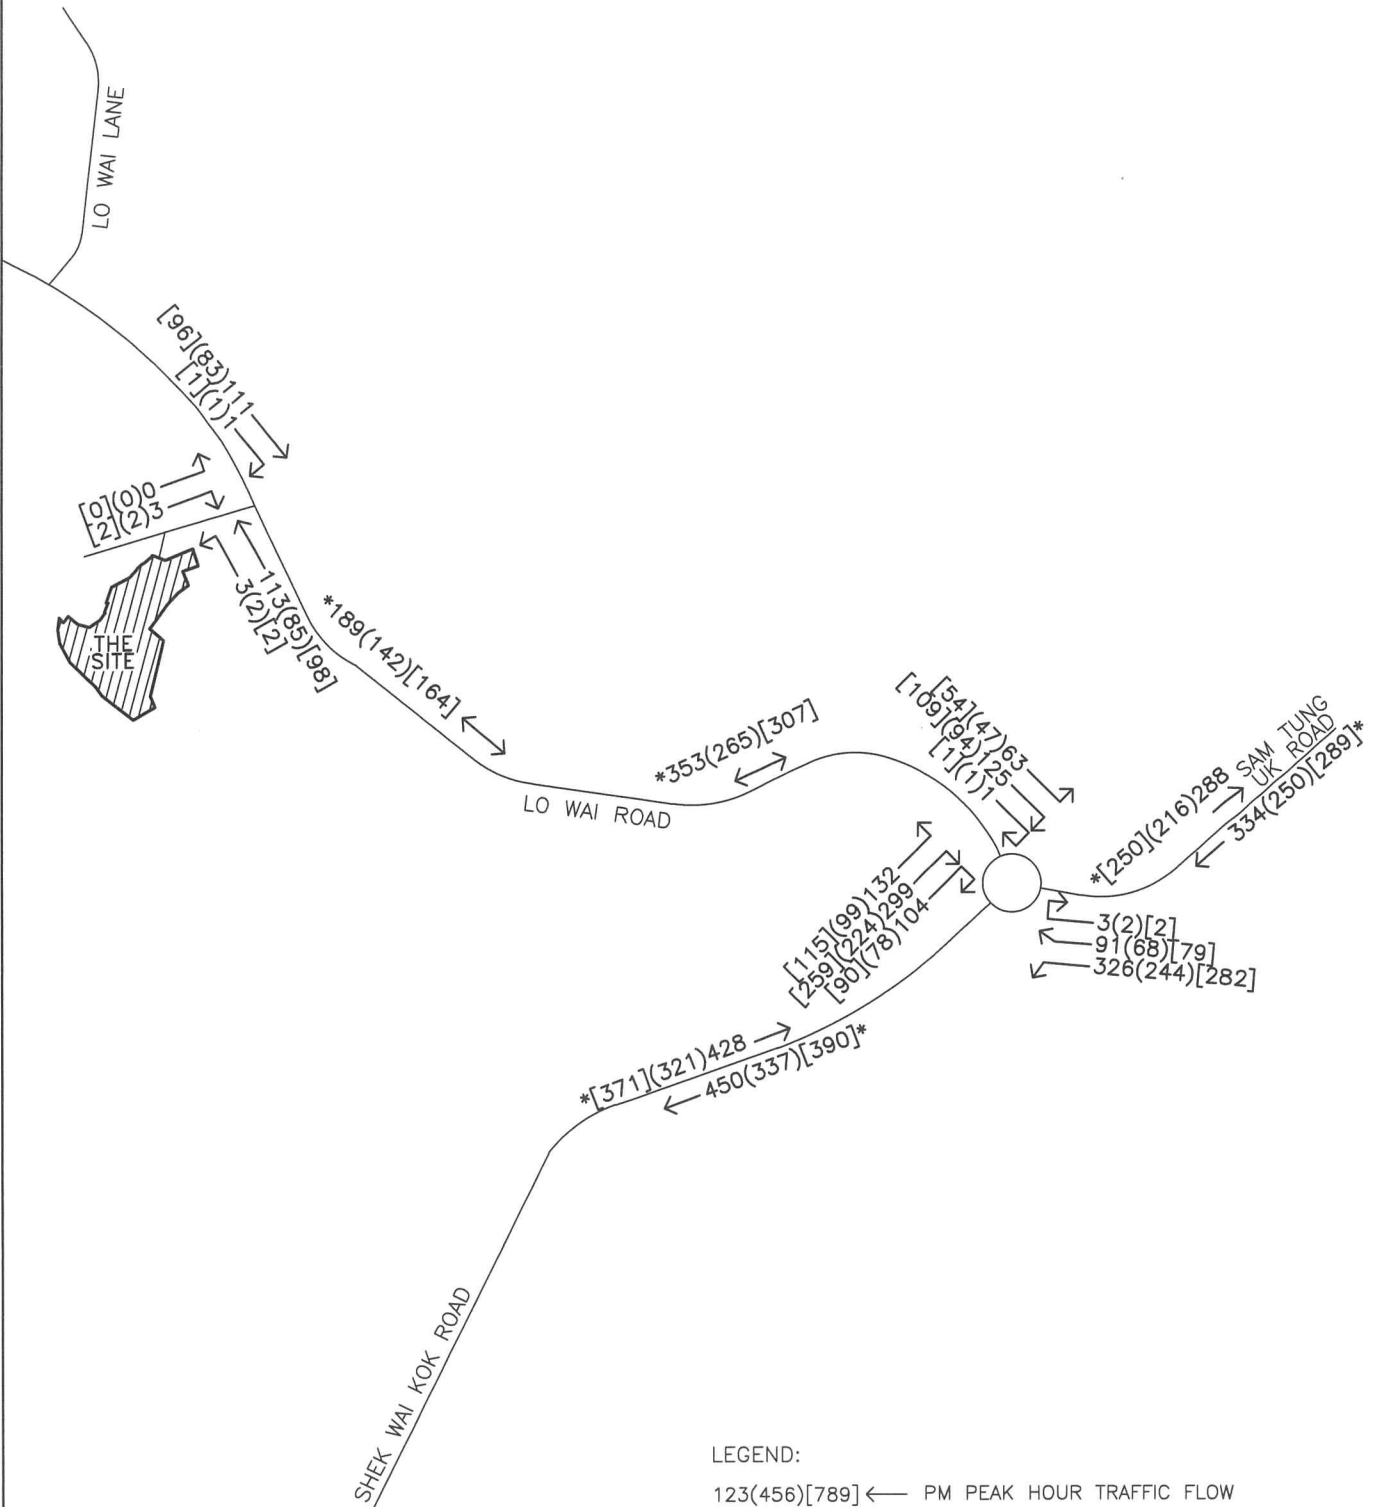 LO WAI LANE
[96](83)111
[1](1)1
[0](0)0
[2](2)3
113(85)[98]
3(2)[2]
THE
SITE
*189(142)[164]
*353(265)[307]
LO WAI ROAD
[54](47)63
[109](94)125
[1](1)1
SAM TUNG
UK ROAD
*[250](216)288
334(250)[289]*
[115](99)132
[259](224)299
[90](78)104
3(2)[2]
91(68)[79]
326(244)[282]
*[371](321)428
450(337)[390]*
SHEK WAI KOK ROAD
LEGEND:
123(456)[789] PM PEAK HOUR TRAFFIC FLOW